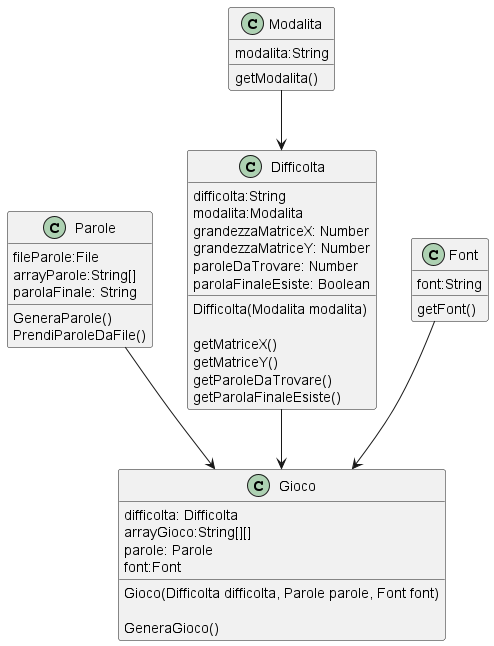 C Modalita
modalita:String
getModalita()
C Difficolta
difficolta:String
modalita:Modalita
grandezzaMatriceX: Number
grandezzaMatriceY: Number
paroleDaTrovare: Number
parolaFinaleEsiste: Boolean
Difficolta(Modalita modalita)
getMatriceX()
getMatriceY()
getParoleDaTrovare()
getParolaFinaleEsiste()
C Parole
fileParole:File
arrayParole:String[]
parolaFinale: String
GeneraParole()
PrendiParoleDaFile()
C Font
font:String
getFont()
C Gioco
difficolta: Difficolta
arrayGioco:String[][]
parole: Parole
font:Font
Gioco(Difficolta difficolta, Parole parole, Font font)
GeneraGioco()